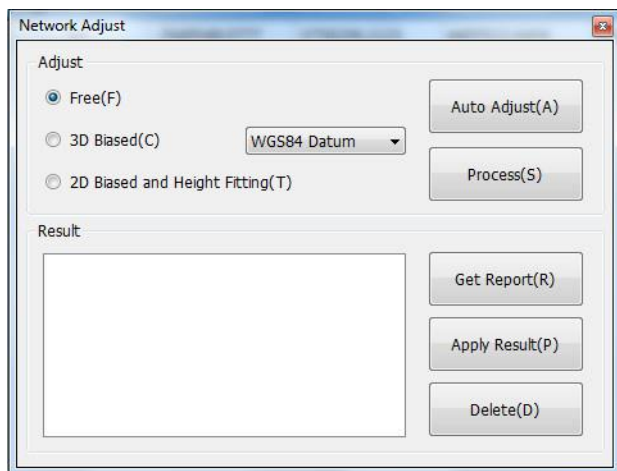 Network Adjust
Adjust
Free(F)
Auto Adjust(A)
3D Biased(C)
WGS84 Datum
Process(S)
2D Biased and Height Fitting(T)
Result
Get Report(R)
Apply Result(P)
Delete(D)